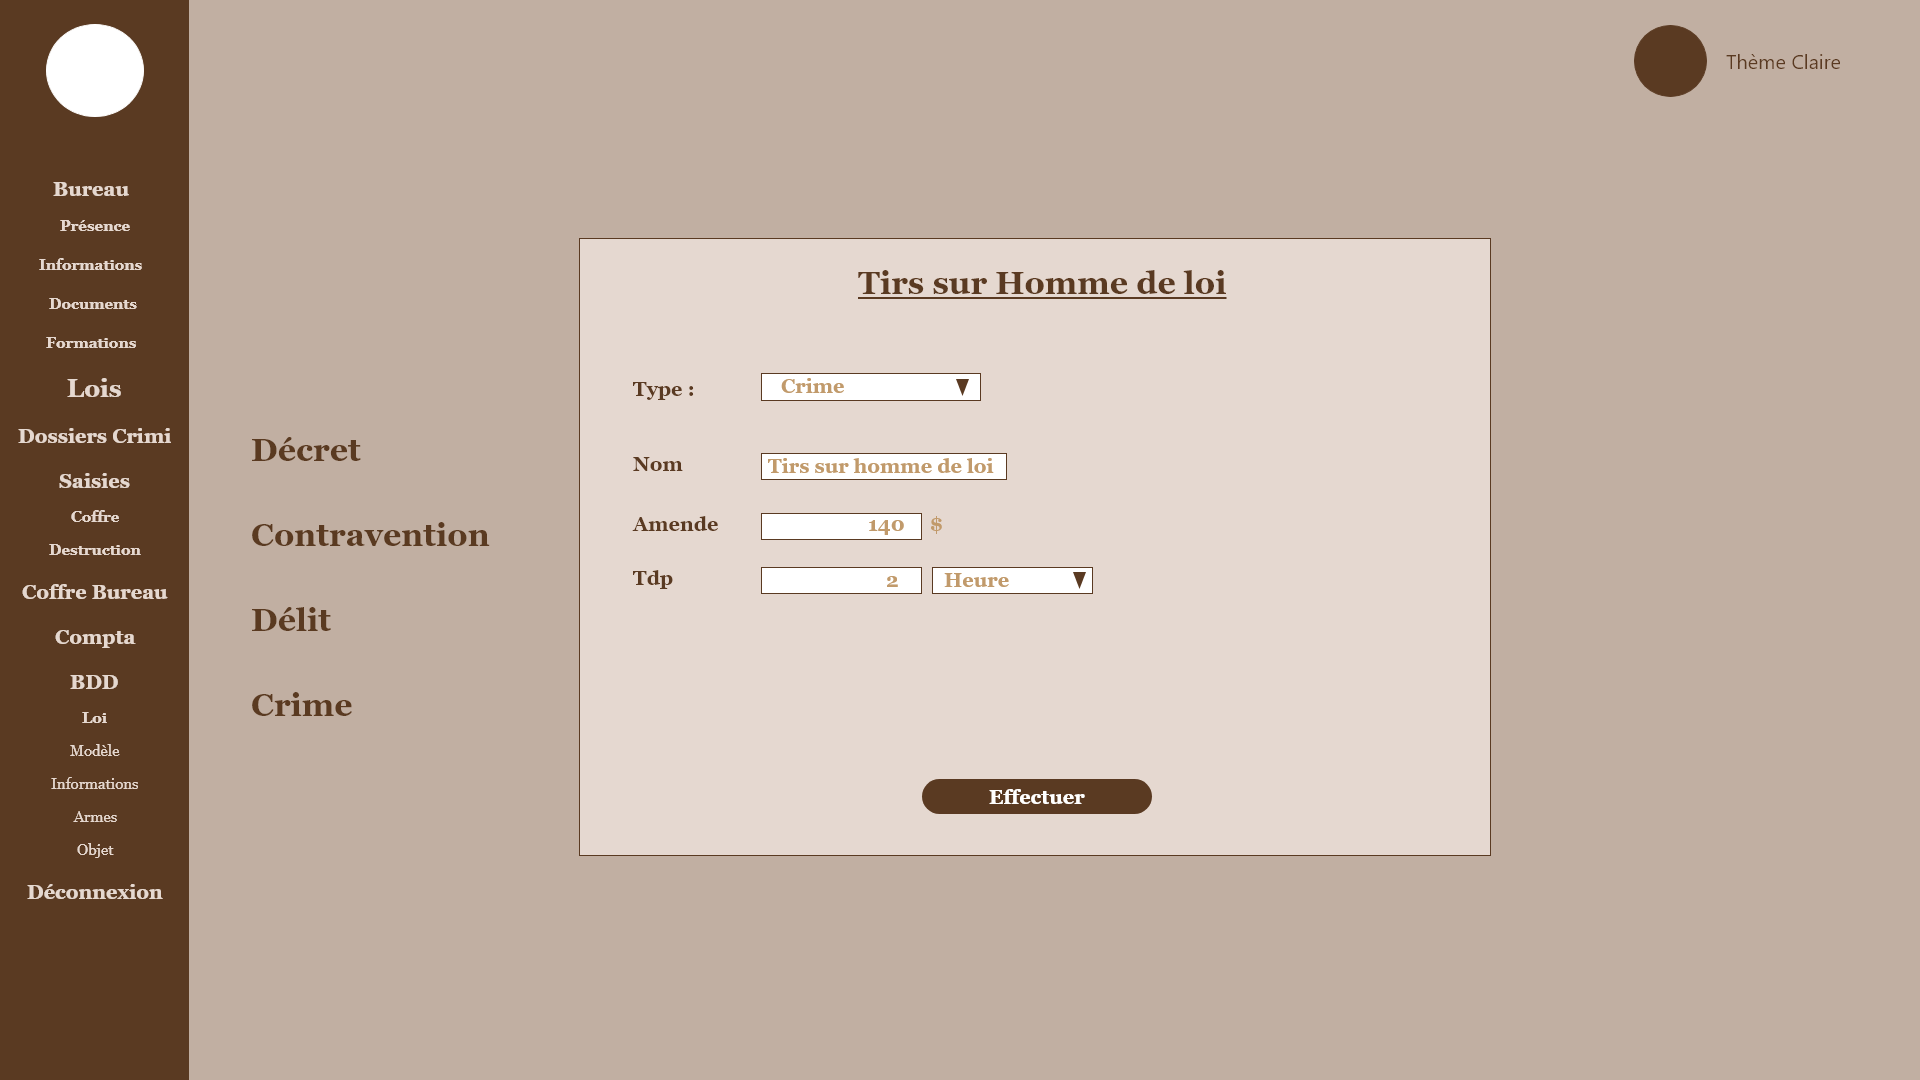 Thème Claire
Bureau
Présence
Informations
Documents
Formations
Lois
Dossiers Crimi
Saisies
Coffre
Destruction
Coffre Bureau
Compta
BDD
Loi
Modèle
Informations
Armes
Objet
Déconnexion
Décret
Contravention
Délit
Crime
Tirs sur Homme de loi
Type : Crime
Nom Tirs sur homme de loi
Amende 140 $
Tdp 2 Heure
Effectuer